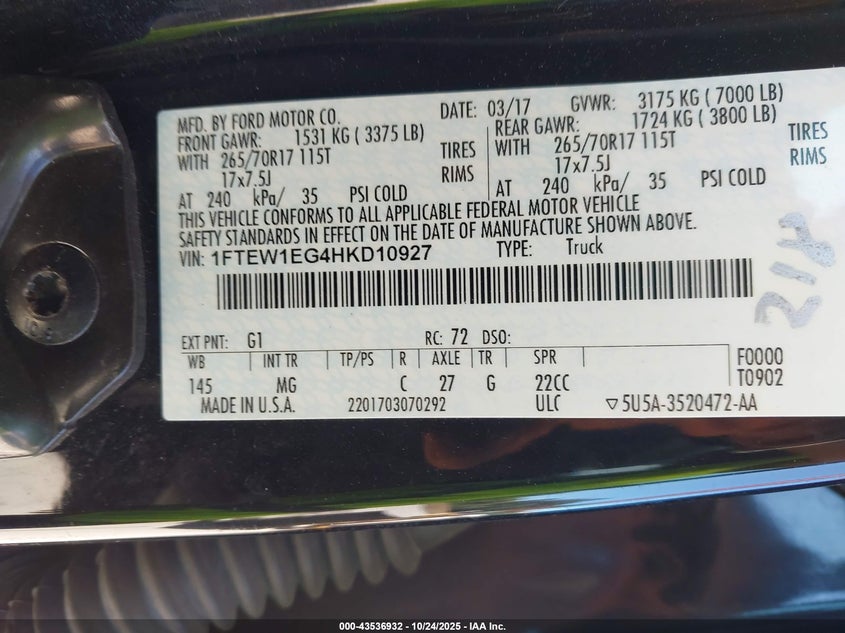 MFD. BY FORD MOTOR CO.
DATE: 03/17 GVWR: 3175 KG ( 7000 LB)
FRONT GAWR: 1531 KG ( 3375 LB)
WITH 265/70R17 115T TIRES
17x7.5J RIMS
AT 240 kPa/ 35 PSI COLD
REAR GAWR: 1724 KG ( 3800 LB)
WITH 265/70R17 115T TIRES
17x7.5J RIMS
AT 240 kPa/ 35 PSI COLD
THIS VEHICLE CONFORMS TO ALL APPLICABLE FEDERAL MOTOR VEHICLE
SAFETY STANDARDS IN EFFECT ON THE DATE OF MANUFACTURE SHOWN ABOVE.
VIN: 1FTEW1EG4HKD10927 TYPE: Truck
EXT PNT: G1 RC: 72 DSO:
WB INT TR TP/PS R AXLE TR SPR F0000
145 MG C 27 G 22CC T0902
MADE IN U.S.A. 2201703070292 ULC ▽5U5A-3520472-AA
000-43536932 - 10/24/2025 - IAA Inc.